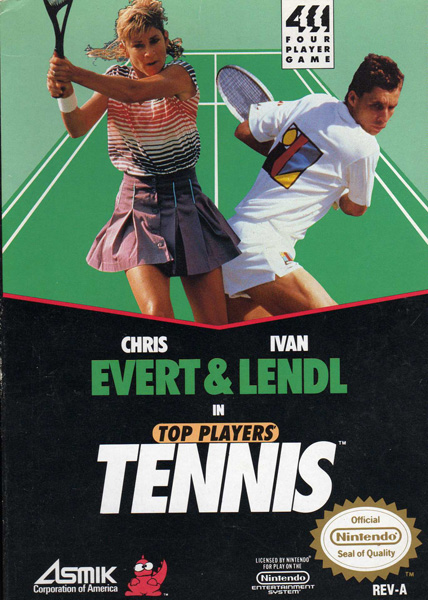 FOUR
PLAYER
GAME
CHRIS IVAN
EVERT & LENDL
IN
TOP PLAYERS
TENNIS™
Official
Nintendo®
Seal of Quality
ASMIK
Corporation of America
LICENSED BY NINTENDO®
FOR PLAY ON THE
Nintendo
ENTERTAINMENT
SYSTEM®
REV-A